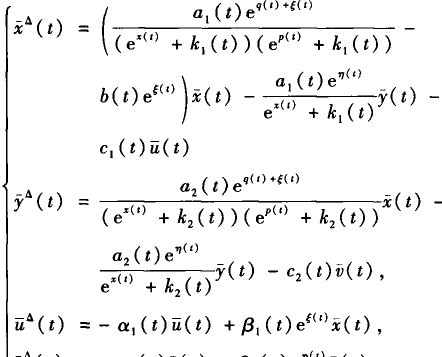 x̄^Δ(t) = ( a₁(t)e^{q(t)+ξ(t)} / (e^{x(t)} + k₁(t))(e^{p(t)} + k₁(t)) −
b(t)e^{ξ(t)} ) x̄(t) − a₁(t)e^{η(t)} / (e^{x(t)} + k₁(t)) ȳ(t) −
c₁(t)ū(t)
ȳ^Δ(t) = a₂(t)e^{q(t)+ξ(t)} / (e^{x(t)} + k₂(t))(e^{p(t)} + k₂(t)) x̄(t) −
a₂(t)e^{η(t)} / (e^{x(t)} + k₂(t)) ȳ(t) − c₂(t)v̄(t),
ū^Δ(t) = − α₁(t)ū(t) + β₁(t)e^{ξ(t)}x̄(t),